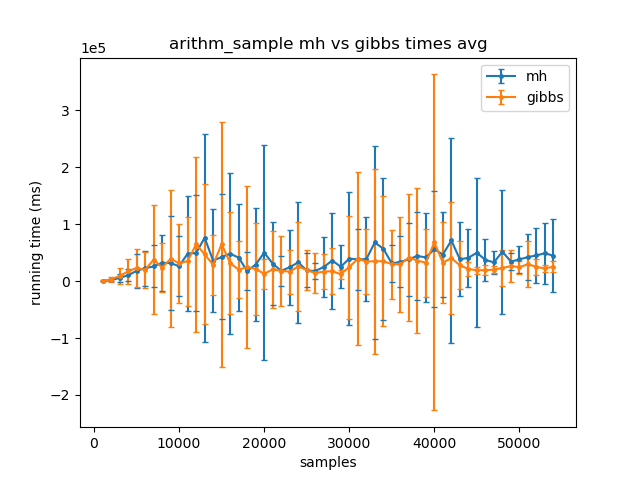 arithm_sample mh vs gibbs times avg
1e5
mh
gibbs
3
2
1
0
−1
−2
running time (ms)
0
10000
20000
30000
40000
50000
samples